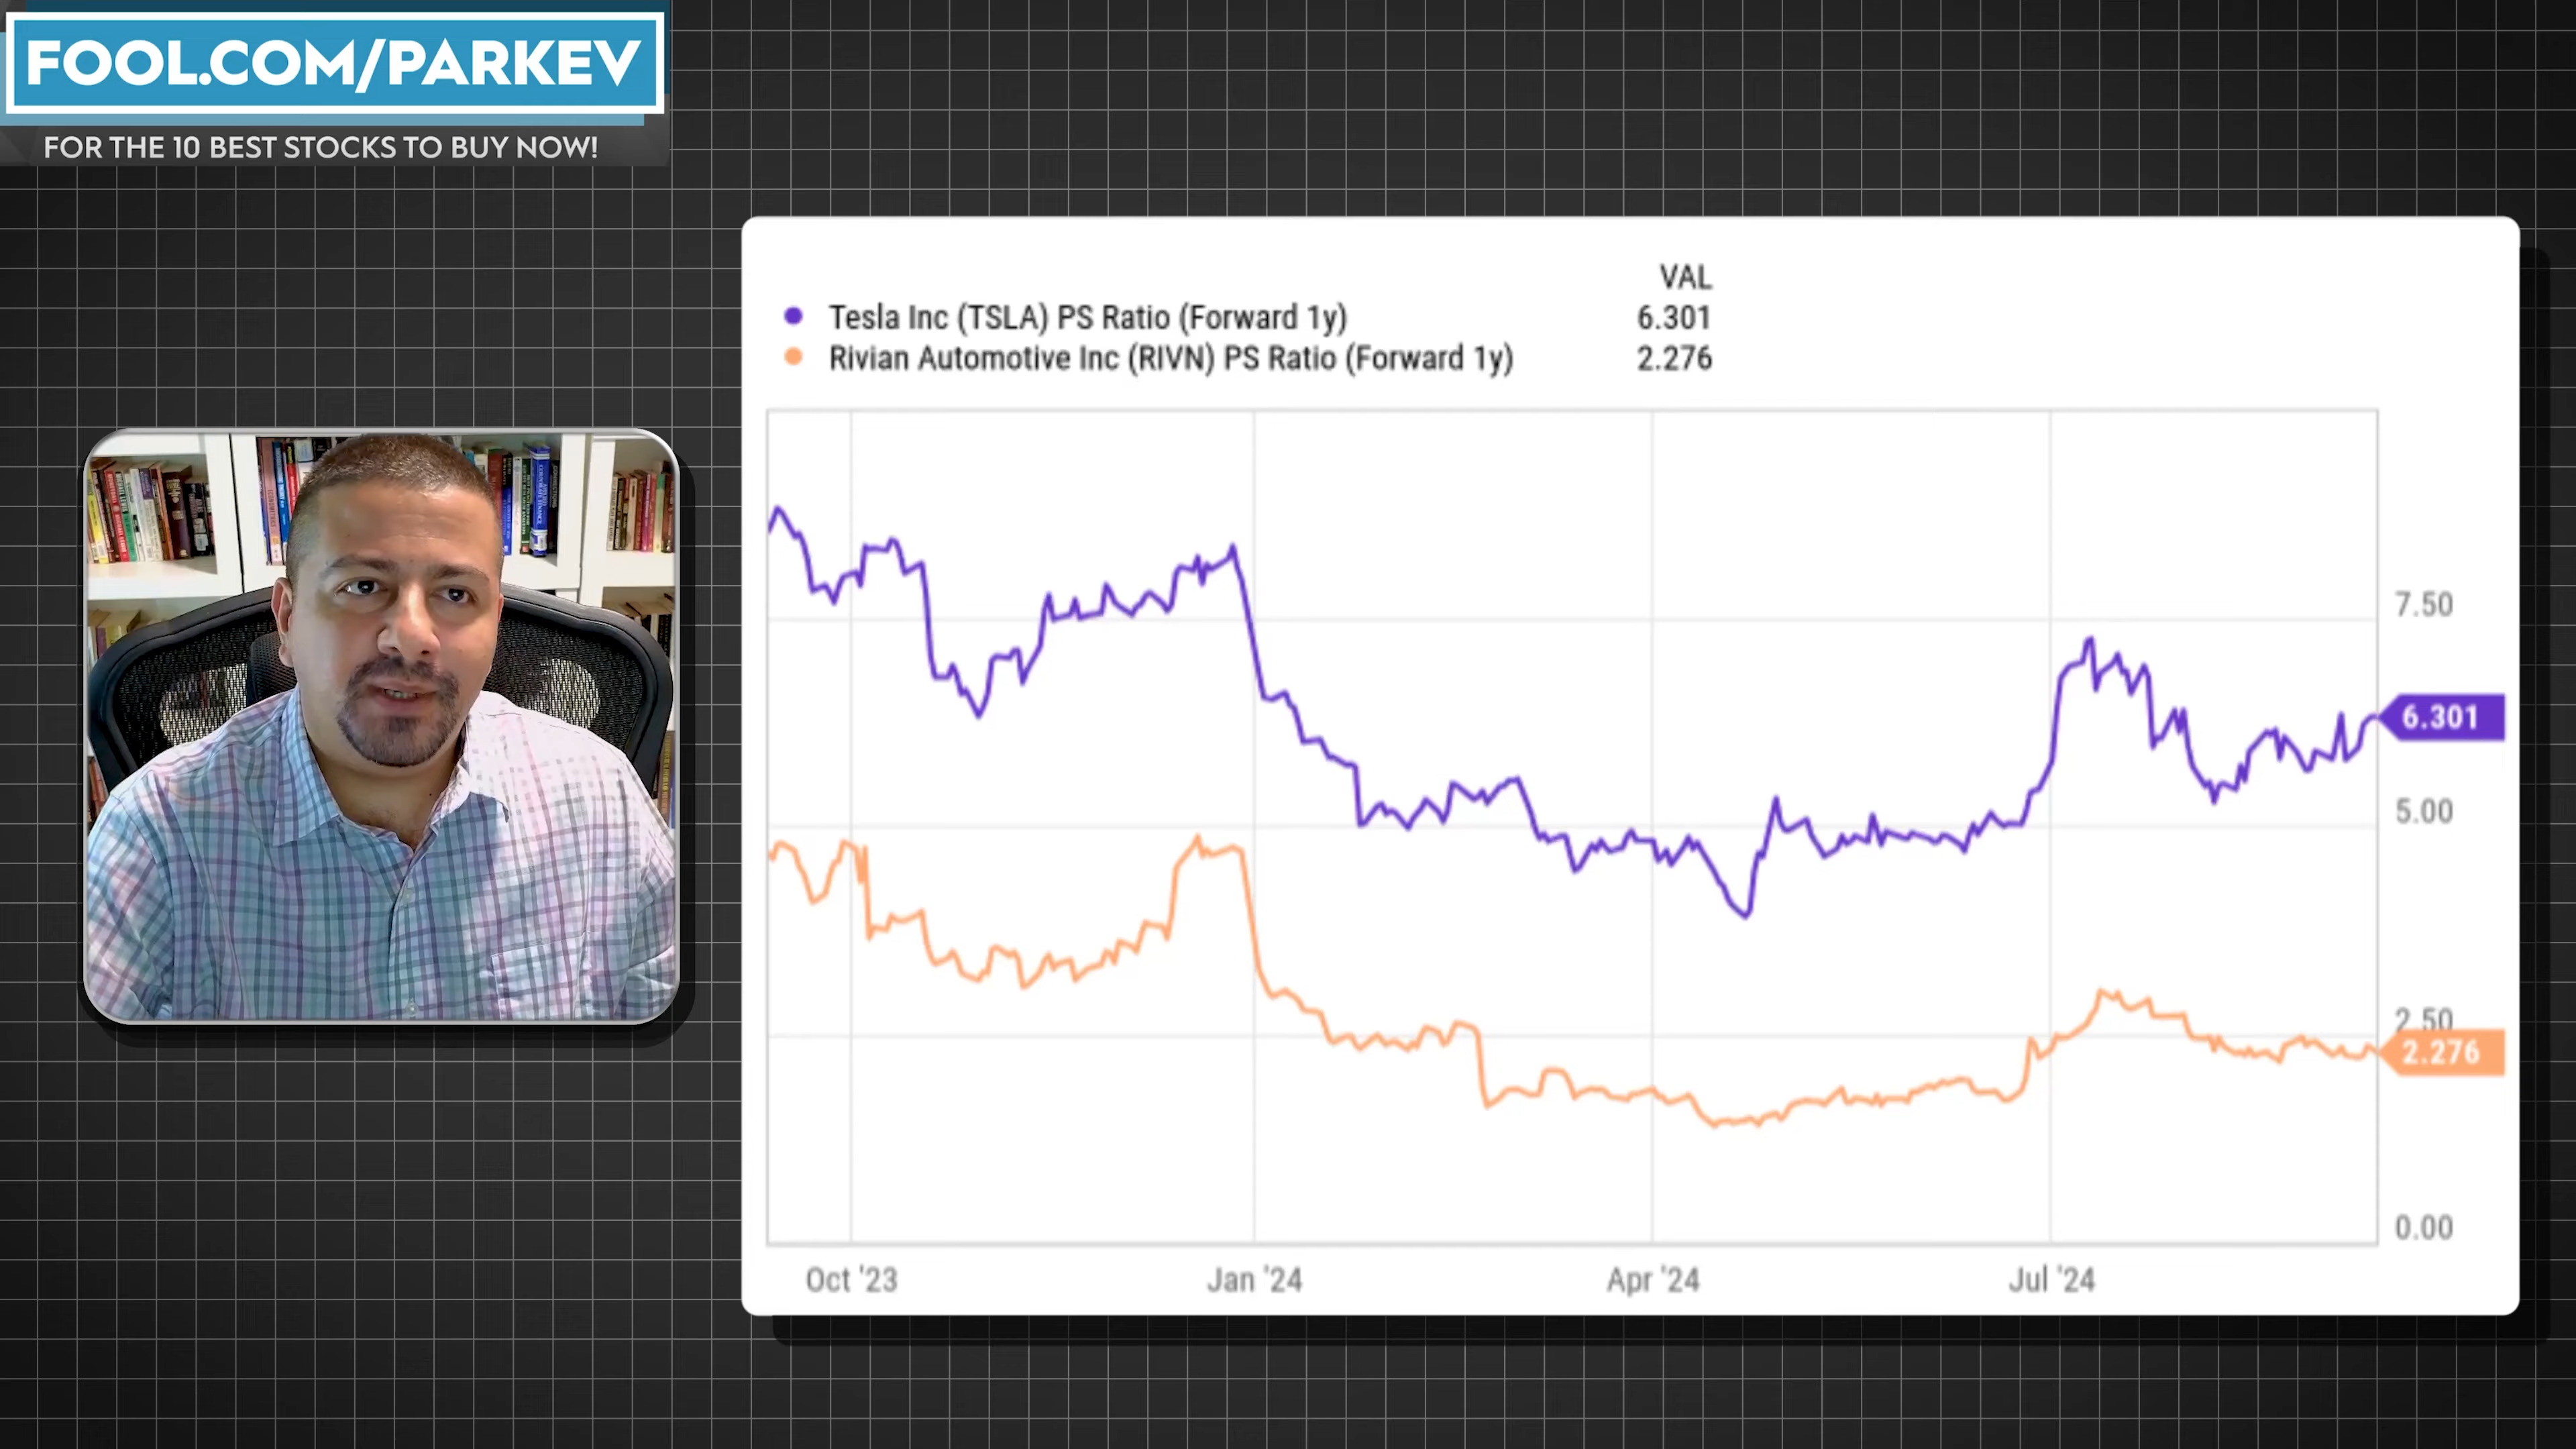 FOOL.COM/PARKEV
FOR THE 10 BEST STOCKS TO BUY NOW!
VAL
Tesla Inc (TSLA) PS Ratio (Forward 1y) 6.301
Rivian Automotive Inc (RIVN) PS Ratio (Forward 1y) 2.276
7.50
6.301
5.00
2.50
2.276
0.00
Oct '23 Jan '24 Apr '24 Jul '24